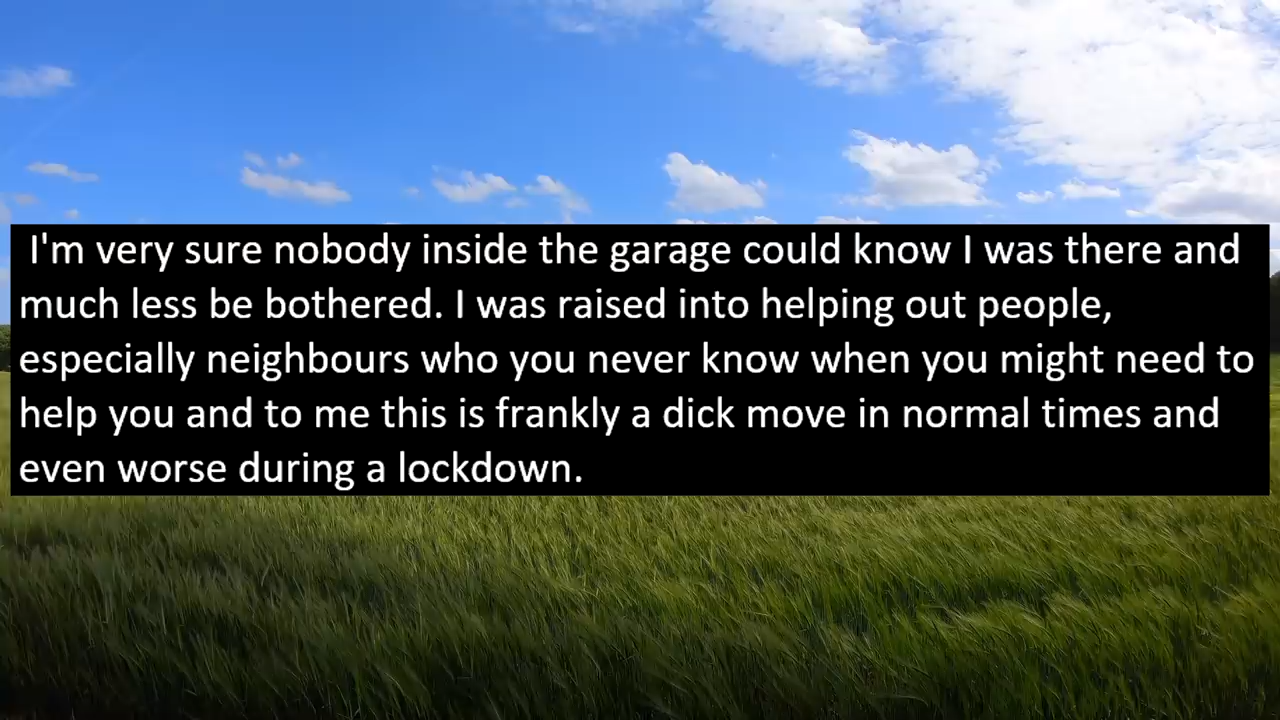 I'm very sure nobody inside the garage could know I was there and
much less be bothered. I was raised into helping out people,
especially neighbours who you never know when you might need to
help you and to me this is frankly a dick move in normal times and
even worse during a lockdown.